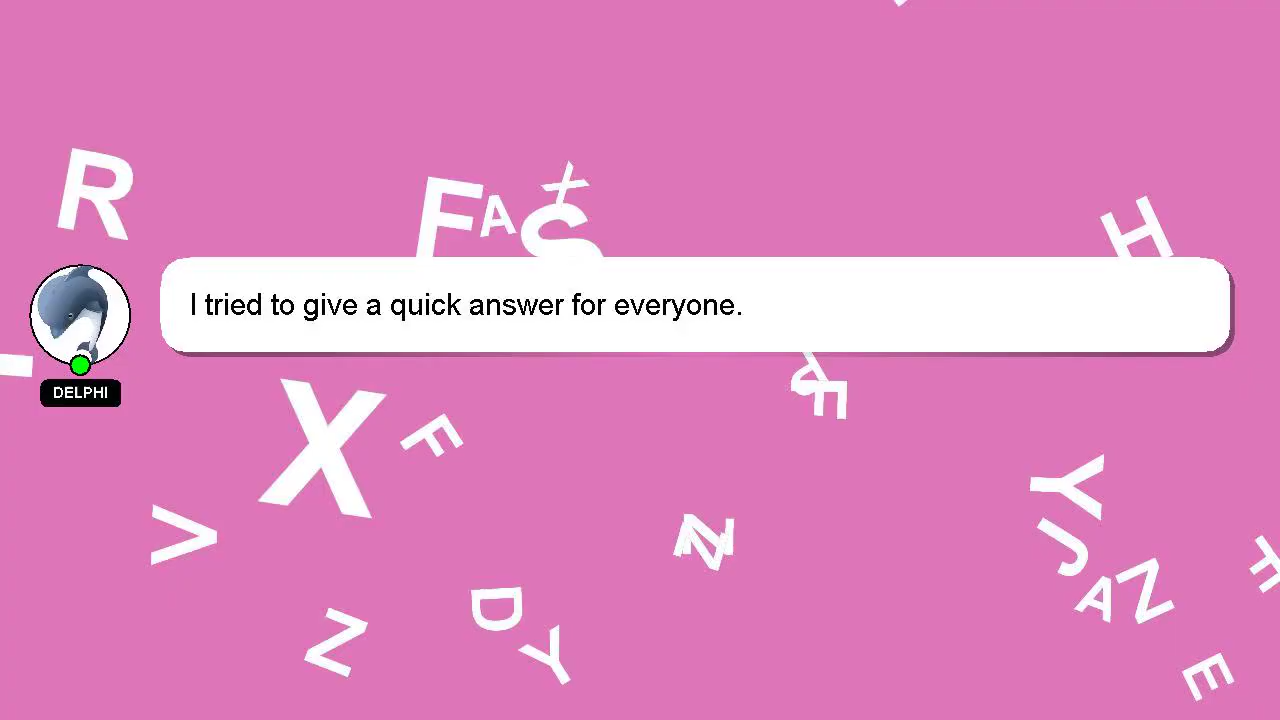 I tried to give a quick answer for everyone.
DELPHI
R
F
A
S
X
H
X
F
F
Y
V
J
N
Z
A
Z
F
Z
D
Y
E